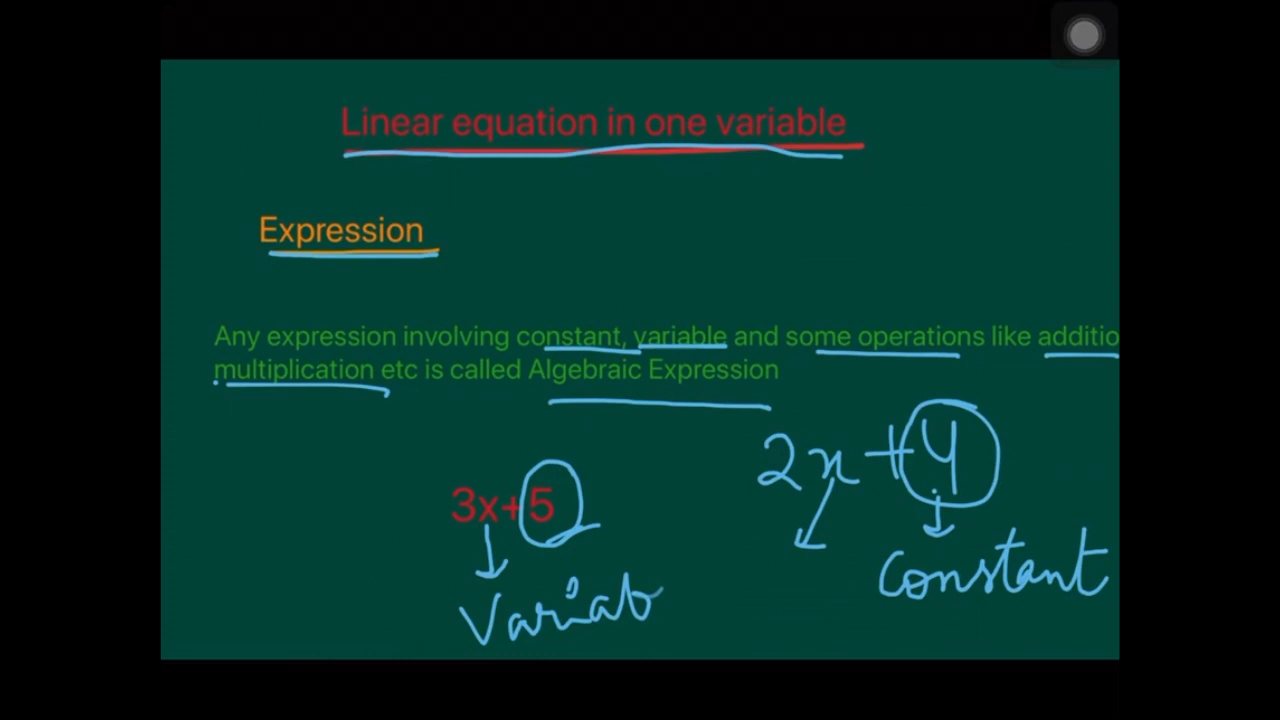 Linear equation in one variable
Expression
Any expression involving constant, variable and some operations like additio
multiplication etc is called Algebraic Expression
2x+4
3x+5
constant
Variab